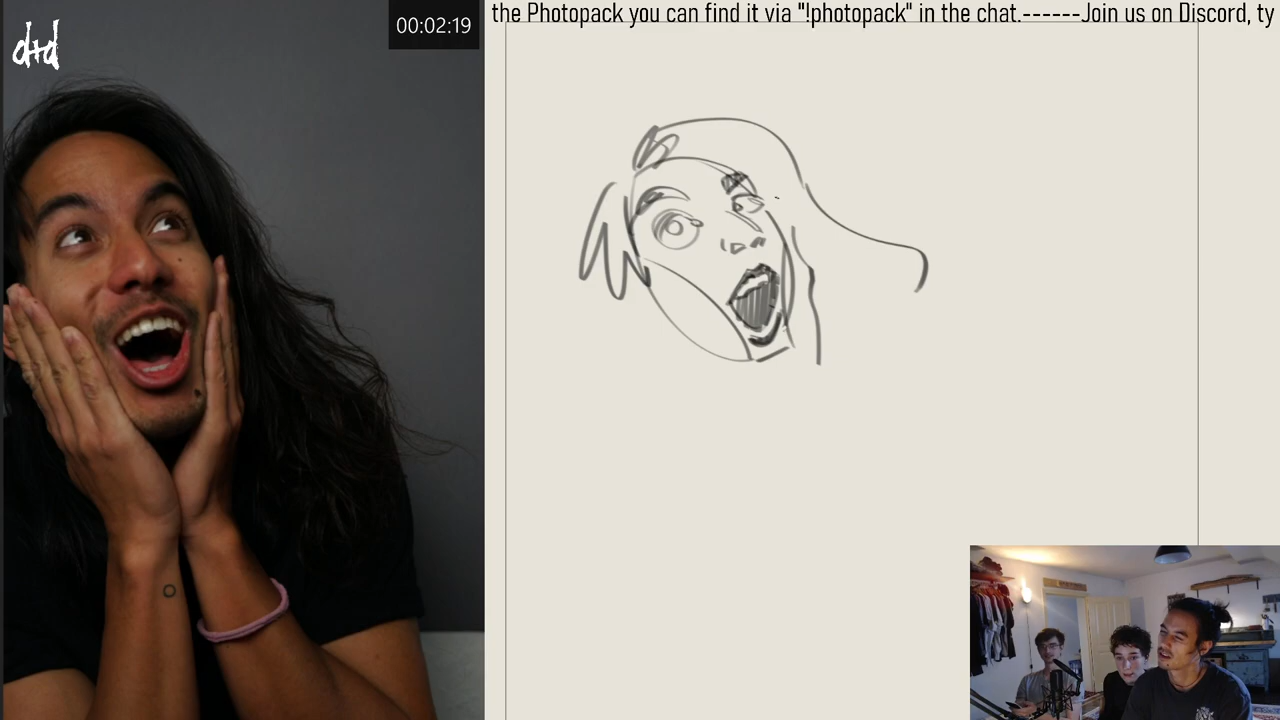 d+d
00:02:19
the Photopack you can find it via "!photopack" in the chat.------Join us on Discord, ty